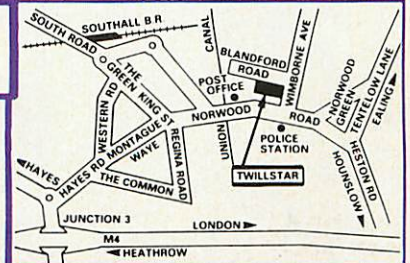 SOUTHALL B.R.
SOUTH ROAD
CANAL
BLANDFORD
ROAD
WIMBORNE AVE
THE
GREEN
KING ST
POST
OFFICE
NORWOOD
GREEN
TENTELOW LANE
EALING
WESTERN RD
NORWOOD
ROAD
MONTAGUE
WAYE
REGINA ROAD
UNION
POLICE
STATION
HAYES
HAYES RD
THE COMMON
TWILLSTAR
HESTON RD
HOUNSLOW
JUNCTION 3
LONDON
M4
HEATHROW